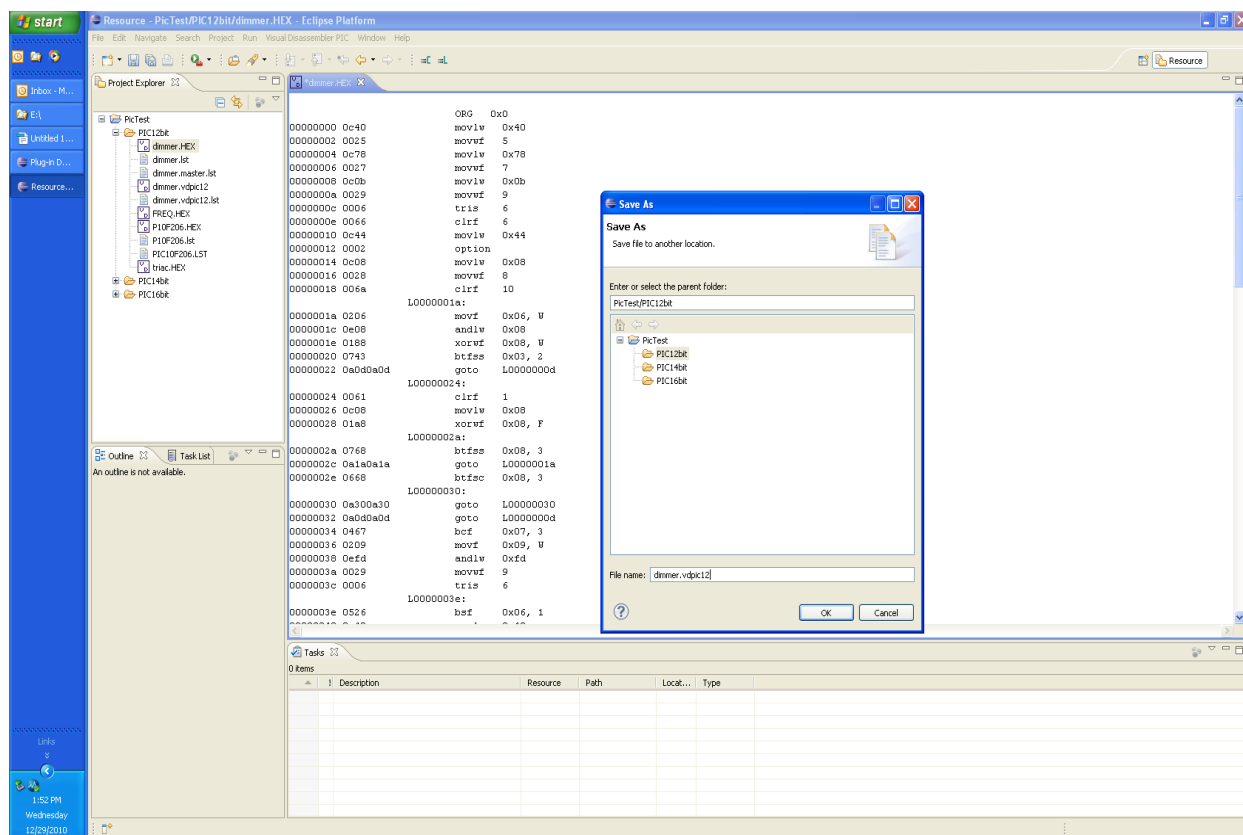 start
Resource - PicTest/PIC12bit/dimmer.HEX - Eclipse Platform
File Edit Navigate Search Project Run Visual Disassembler PIC Window Help
Resource
Inbox - M...
E:\
Untitled 1...
Plug-in D...
Resource...
Links
1:52 PM
Wednesday
12/29/2010
Project Explorer
PicTest
PIC12bit
dimmer.HEX
dimmer.lst
dimmer.master.lst
dimmer.vdpic12
dimmer.vdpic12.lst
FREQ.HEX
P10F206.HEX
P10F206.lst
PIC10F206.LST
triac.HEX
PIC14bit
PIC16bit
Outline Task List
An outline is not available.
*dimmer.HEX
ORG 0x0
00000000 0c40 movlw 0x40
00000002 0025 movwf 5
00000004 0c78 movlw 0x78
00000006 0027 movwf 7
00000008 0c0b movlw 0x0b
0000000a 0029 movwf 9
0000000c 0006 tris 6
0000000e 0066 clrf 6
00000010 0c44 movlw 0x44
00000012 0002 option
00000014 0c08 movlw 0x08
00000016 0028 movwf 8
00000018 006a clrf 10
L0000001a:
0000001a 0206 movf 0x06, W
0000001c 0e08 andlw 0x08
0000001e 0188 xorwf 0x08, W
00000020 0743 btfss 0x03, 2
00000022 0a0d0a0d goto L0000000d
L00000024:
00000024 0061 clrf 1
00000026 0c08 movlw 0x08
00000028 01a8 xorwf 0x08, F
L0000002a:
0000002a 0768 btfss 0x08, 3
0000002c 0a1a0a1a goto L0000001a
0000002e 0668 btfsc 0x08, 3
L00000030:
00000030 0a300a30 goto L00000030
00000032 0a0d0a0d goto L0000000d
00000034 0467 bcf 0x07, 3
00000036 0209 movf 0x09, W
00000038 0efd andlw 0xfd
0000003a 0029 movwf 9
0000003c 0006 tris 6
L0000003e:
0000003e 0526 bsf 0x06, 1
Save As
Save As
Save file to another location.
Enter or select the parent folder:
PicTest/PIC12bit
PicTest
PIC12bit
PIC14bit
PIC16bit
File name: dimmer.vdpic12
OK Cancel
Tasks
0 items
! Description Resource Path Locat... Type